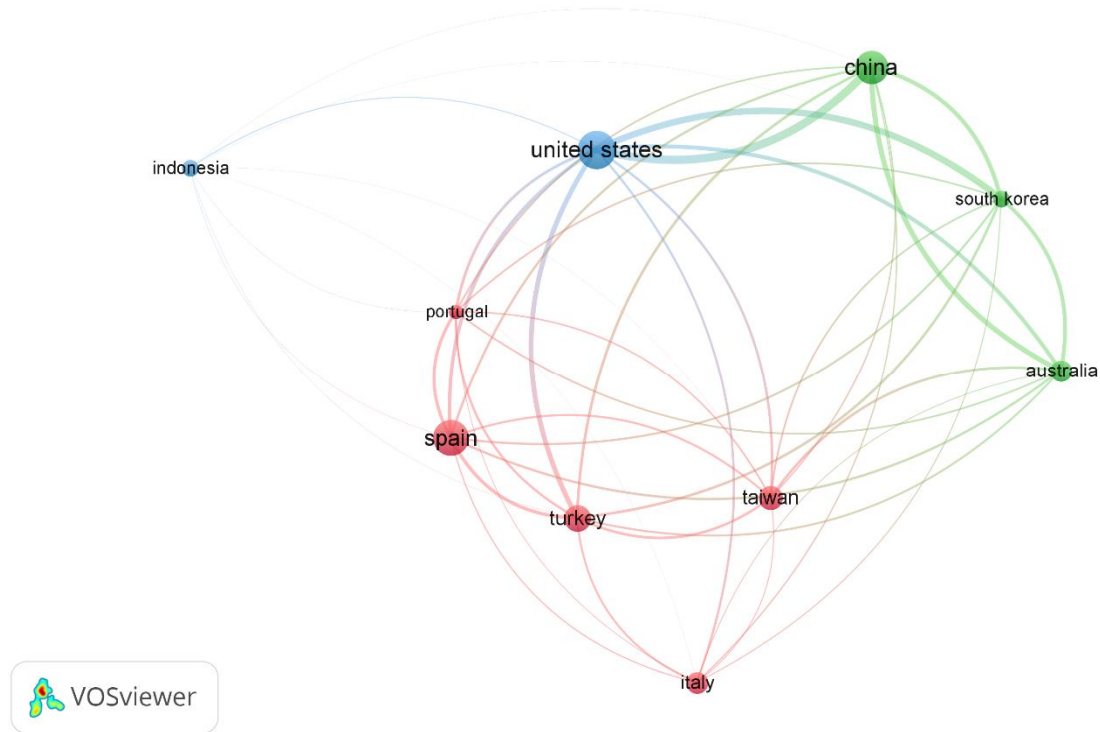 china
united states
indonesia
south korea
portugal
australia
spain
taiwan
turkey
italy
VOSviewer